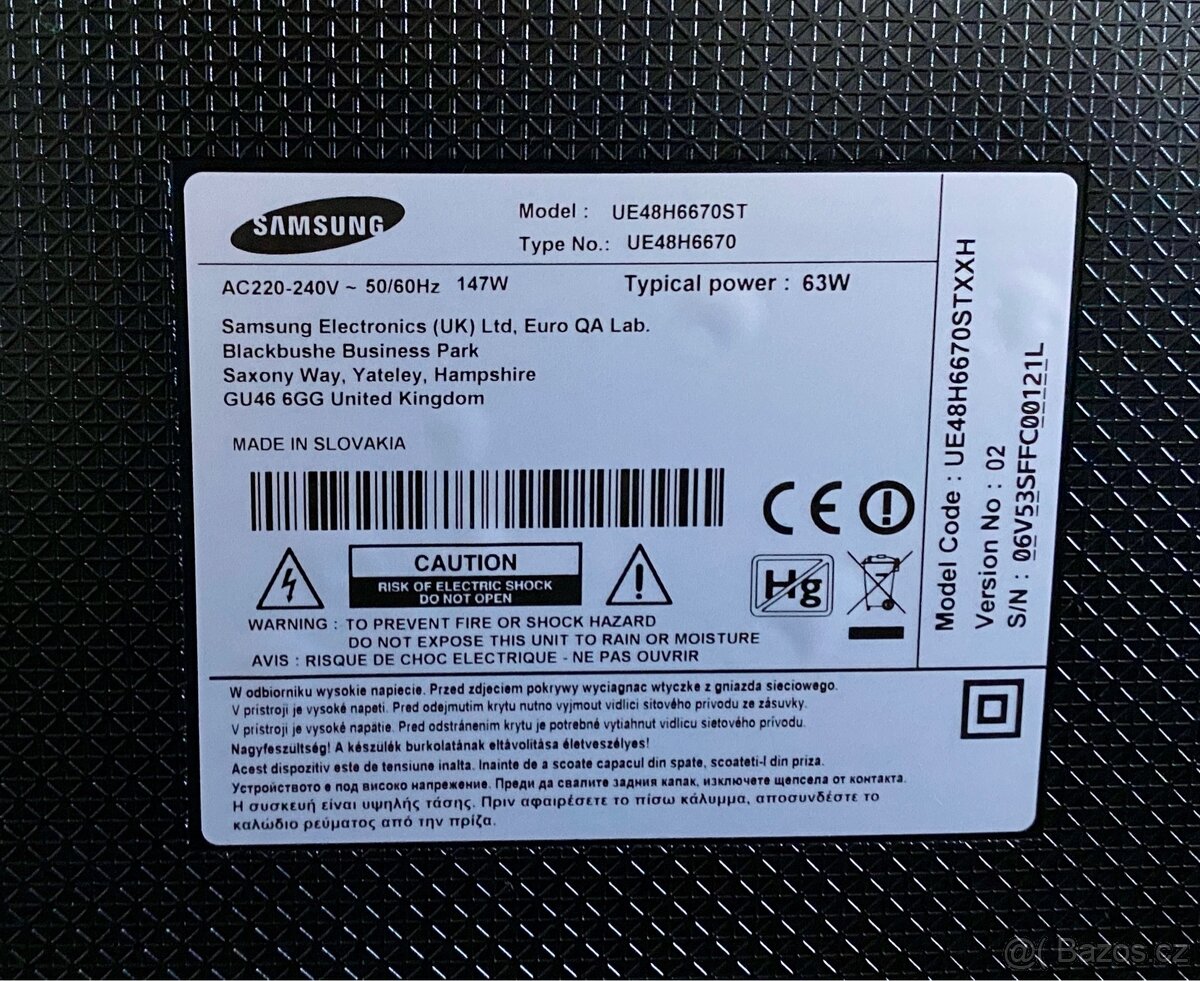 SAMSUNG
Model : UE48H6670ST
Type No.: UE48H6670
AC220-240V ~ 50/60Hz 147W
Typical power : 63W
Samsung Electronics (UK) Ltd, Euro QA Lab.
Blackbushe Business Park
Saxony Way, Yateley, Hampshire
GU46 6GG United Kingdom
MADE IN SLOVAKIA
CE
CAUTION
RISK OF ELECTRIC SHOCK
DO NOT OPEN
Hg
WARNING : TO PREVENT FIRE OR SHOCK HAZARD
DO NOT EXPOSE THIS UNIT TO RAIN OR MOISTURE
AVIS : RISQUE DE CHOC ELECTRIQUE - NE PAS OUVRIR
Model Code : UE48H6670STXXH
Version No : 02
S/N : 06V53SFFC00121L
W odbiorniku wysokie napiecie. Przed zdjeciem pokrywy wyciagnac wtyczke z gniazda sieciowego.
V pristroji je vysoké napeti. Pred odejmutim krytu nutno vyjmout vidlici sitového prívodu ze zásuvky.
V pristroji je vysoké napätie. Pred odstránenim krytu je potrebné vytiahnut vidlicu sietového prívodu.
Nagyfeszültség! A készülék burkolatának eltávolitása életveszélyes!
Acest dispozitiv este de tensiune inalta. Inainte de a scoate capacul din spate, scoateti-l din priza.
Устройството е под високо напрежение. Преди да свалите задния капак, изключете щепсела от контакта.
Η συσκευή είναι υψηλής τάσης. Πριν αφαιρέσετε το πίσω κάλυμμα, αποσυνδέστε το
καλώδιο ρεύματος από την πρίζα.
@( Bazos.cz